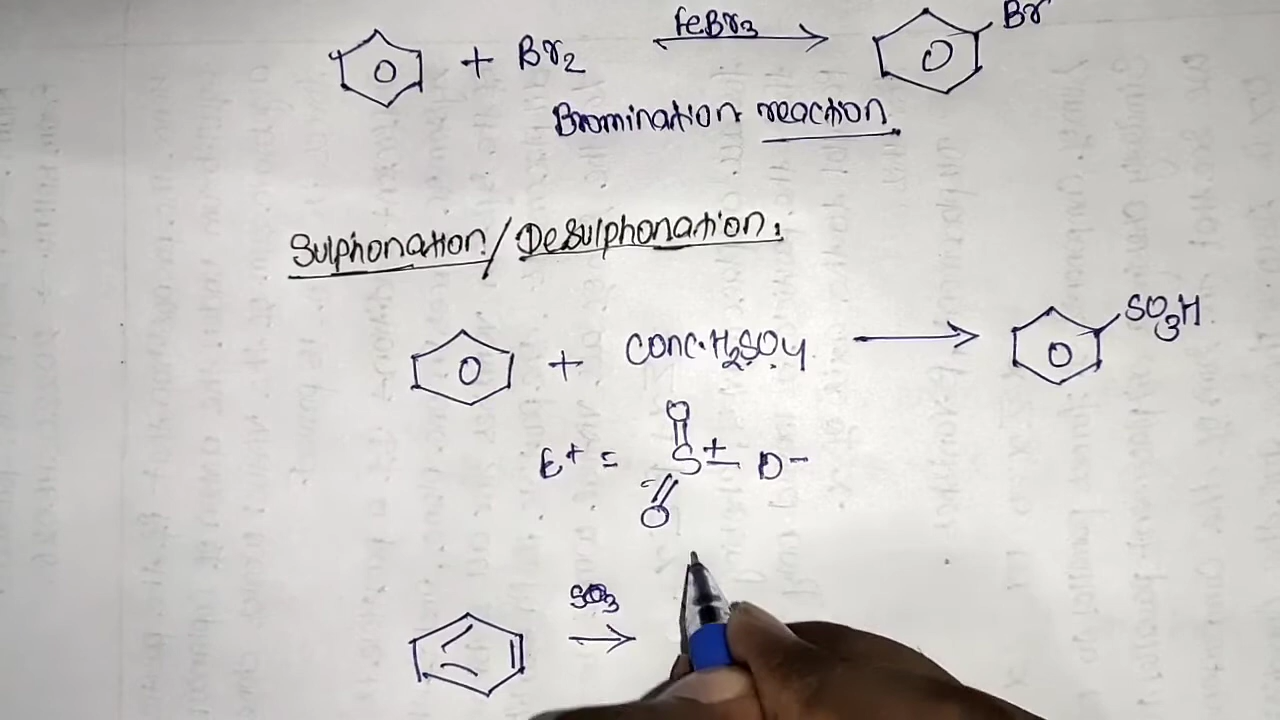 + Br2 FeBr3 Br
Bromination reaction
Sulphonation/Desulphonation:
+ conc. H2SO4 SO3H
O
E+ = S+ – O-
O
SO3